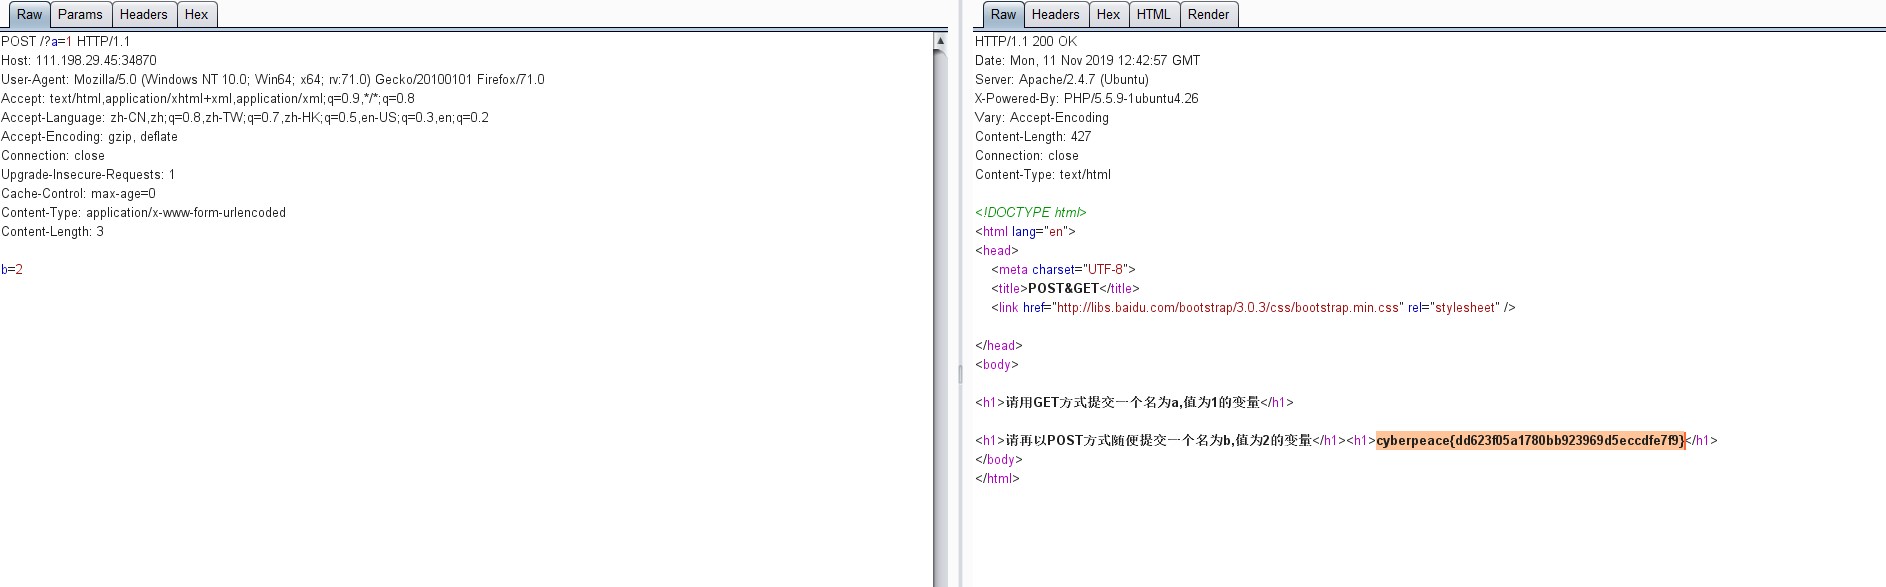 Raw Params Headers Hex
POST /?a=1 HTTP/1.1
Host: 111.198.29.45:34870
User-Agent: Mozilla/5.0 (Windows NT 10.0; Win64; x64; rv:71.0) Gecko/20100101 Firefox/71.0
Accept: text/html,application/xhtml+xml,application/xml;q=0.9,*/*;q=0.8
Accept-Language: zh-CN,zh;q=0.8,zh-TW;q=0.7,zh-HK;q=0.5,en-US;q=0.3,en;q=0.2
Accept-Encoding: gzip, deflate
Connection: close
Upgrade-Insecure-Requests: 1
Cache-Control: max-age=0
Content-Type: application/x-www-form-urlencoded
Content-Length: 3
b=2
Raw Headers Hex HTML Render
HTTP/1.1 200 OK
Date: Mon, 11 Nov 2019 12:42:57 GMT
Server: Apache/2.4.7 (Ubuntu)
X-Powered-By: PHP/5.5.9-1ubuntu4.26
Vary: Accept-Encoding
Content-Length: 427
Connection: close
Content-Type: text/html
<!DOCTYPE html>
<html lang="en">
<head>
<meta charset="UTF-8">
<title>POST&GET</title>
<link href="http://libs.baidu.com/bootstrap/3.0.3/css/bootstrap.min.css" rel="stylesheet" />
</head>
<body>
<h1>请用GET方式提交一个名为a,值为1的变量</h1>
<h1>请再以POST方式随便提交一个名为b,值为2的变量</h1><h1>cyberpeace{dd623f05a1780bb923969d5eccdfe7f9}</h1>
</body>
</html>